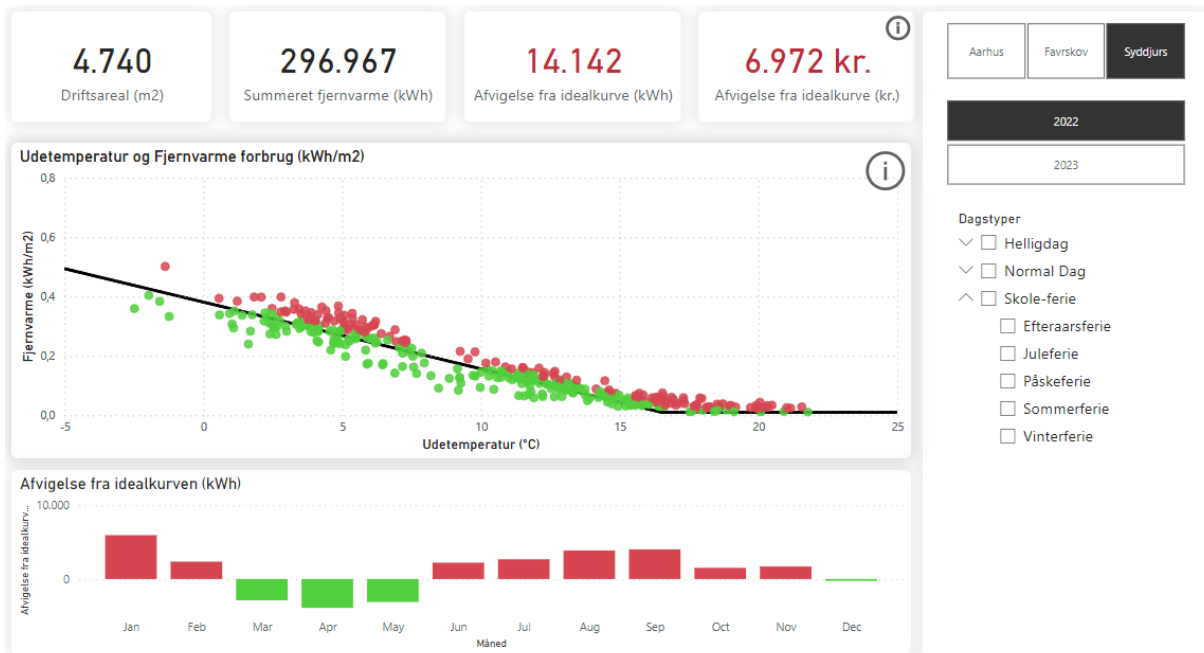 4.740
Driftsareal (m2)
296.967
Summeret fjernvarme (kWh)
14.142
Afvigelse fra idealkurve (kWh)
6.972 kr.
Afvigelse fra idealkurve (kr.)
i
Aarhus
Favrskov
Syddjurs
2022
2023
Dagstyper
Helligdag
Normal Dag
Skole-ferie
Efteraarsferie
Juleferie
Påskeferie
Sommerferie
Vinterferie
Udetemperatur og Fjernvarme forbrug (kWh/m2)
i
Fjernvarme (kWh/m2)
0,8
0,6
0,4
0,2
0,0
-5
0
5
10
15
20
25
Udetemperatur (°C)
Afvigelse fra idealkurven (kWh)
Afvigelse fra idealkurv...
10.000
0
Jan
Feb
Mar
Apr
May
Jun
Jul
Aug
Sep
Oct
Nov
Dec
Måned